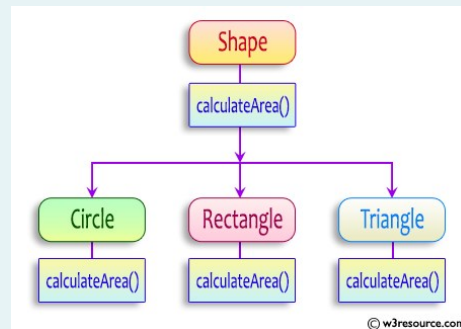 Shape
calculateArea()
Circle
Rectangle
Triangle
calculateArea()
calculateArea()
calculateArea()
© w3resource.com